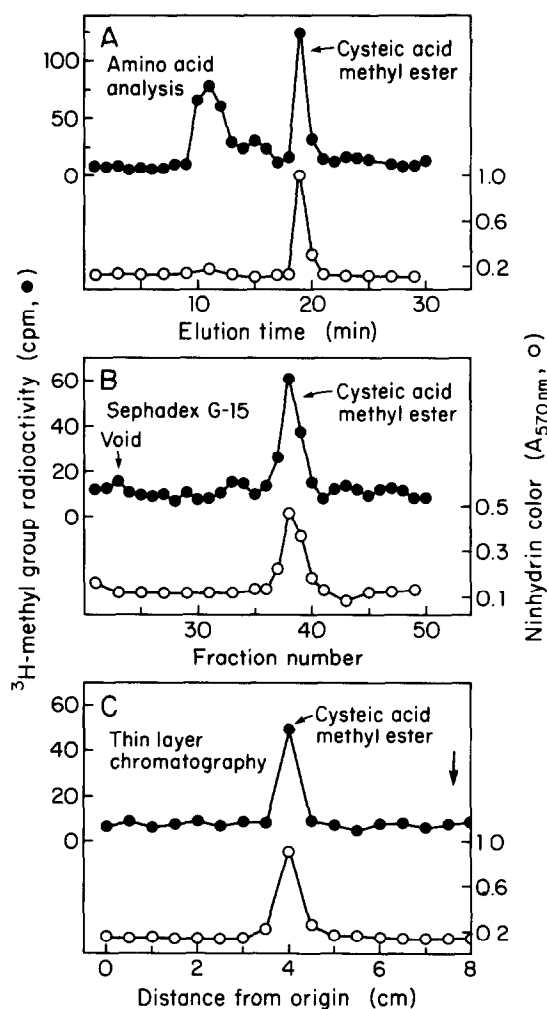 A
Amino acid
analysis
Cysteic acid
methyl ester
100
50
0
1.0
0.6
0.2
10
20
30
Elution time (min)
B
Sephadex G-15
Void
Cysteic acid
methyl ester
60
40
20
0
0.5
0.3
0.1
30
40
50
Fraction number
C
Thin layer
chromatography
Cysteic acid
methyl ester
60
40
20
0
1.0
0.6
0.2
0
2
4
6
8
Distance from origin (cm)
³H-methyl group radioactivity (cpm, ●)
Ninhydrin color (A₅₇₀ nm, ○)